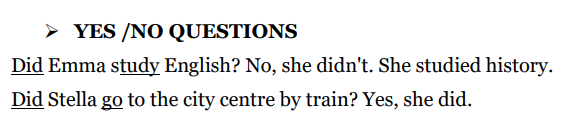 ➢ YES /NO QUESTIONS
Did Emma study English? No, she didn't. She studied history.
Did Stella go to the city centre by train? Yes, she did.